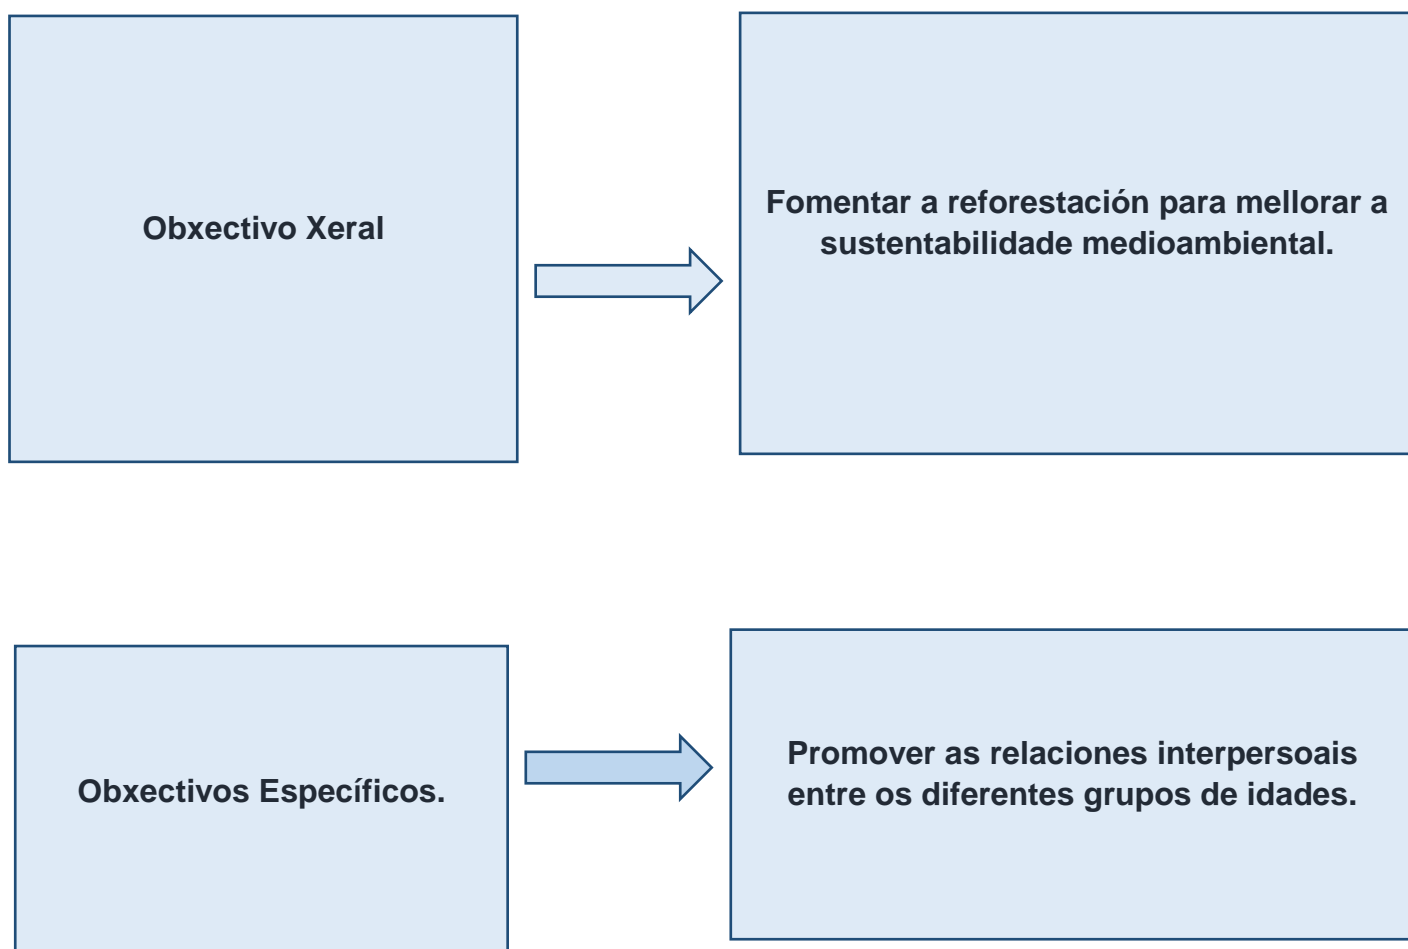 Obxectivo Xeral
Fomentar a reforestación para mellorar a
sustentabilidade medioambiental.
Obxectivos Específicos.
Promover as relaciones interpersoais
entre os diferentes grupos de idades.